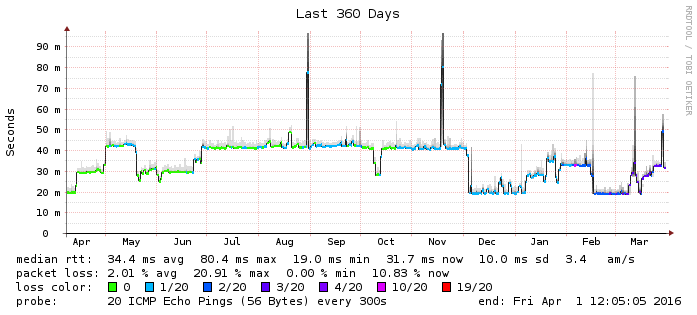 Last 360 Days
RRDTOOL / TOBI OETIKER
Seconds
90 m
80 m
70 m
60 m
50 m
40 m
30 m
20 m
10 m
0
Apr May Jun Jul Aug Sep Oct Nov Dec Jan Feb Mar
median rtt: 34.4 ms avg 80.4 ms max 19.0 ms min 31.7 ms now 10.0 ms sd 3.4 am/s
packet loss: 2.01 % avg 20.91 % max 0.00 % min 10.83 % now
loss color: 0 1/20 2/20 3/20 4/20 10/20 19/20
probe: 20 ICMP Echo Pings (56 Bytes) every 300s end: Fri Apr 1 12:05:05 2016